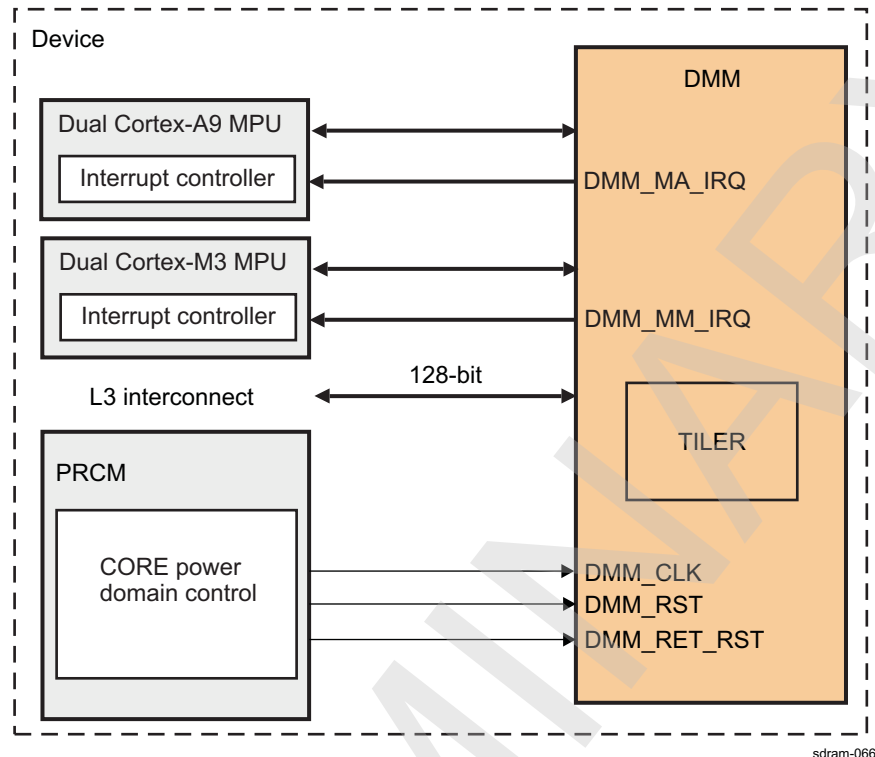 Device
DMM
Dual Cortex-A9 MPU
Interrupt controller
DMM_MA_IRQ
Dual Cortex-M3 MPU
Interrupt controller
DMM_MM_IRQ
128-bit
L3 interconnect
TILER
PRCM
CORE power
domain control
DMM_CLK
DMM_RST
DMM_RET_RST
sdram-066